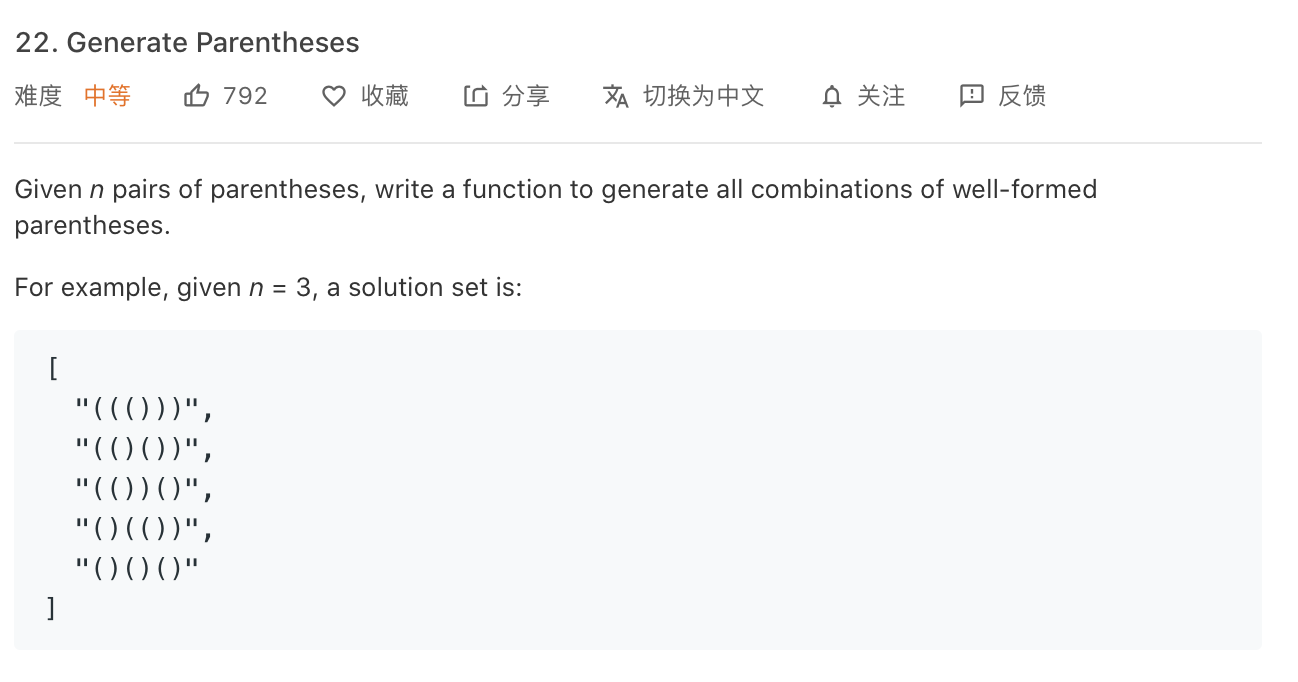 22. Generate Parentheses
难度 中等 792 收藏 分享 切换为中文 关注 反馈
Given n pairs of parentheses, write a function to generate all combinations of well-formed
parentheses.
For example, given n = 3, a solution set is:
[
"((()))",
"(()())",
"(())()",
"()(())",
"()()()"
]